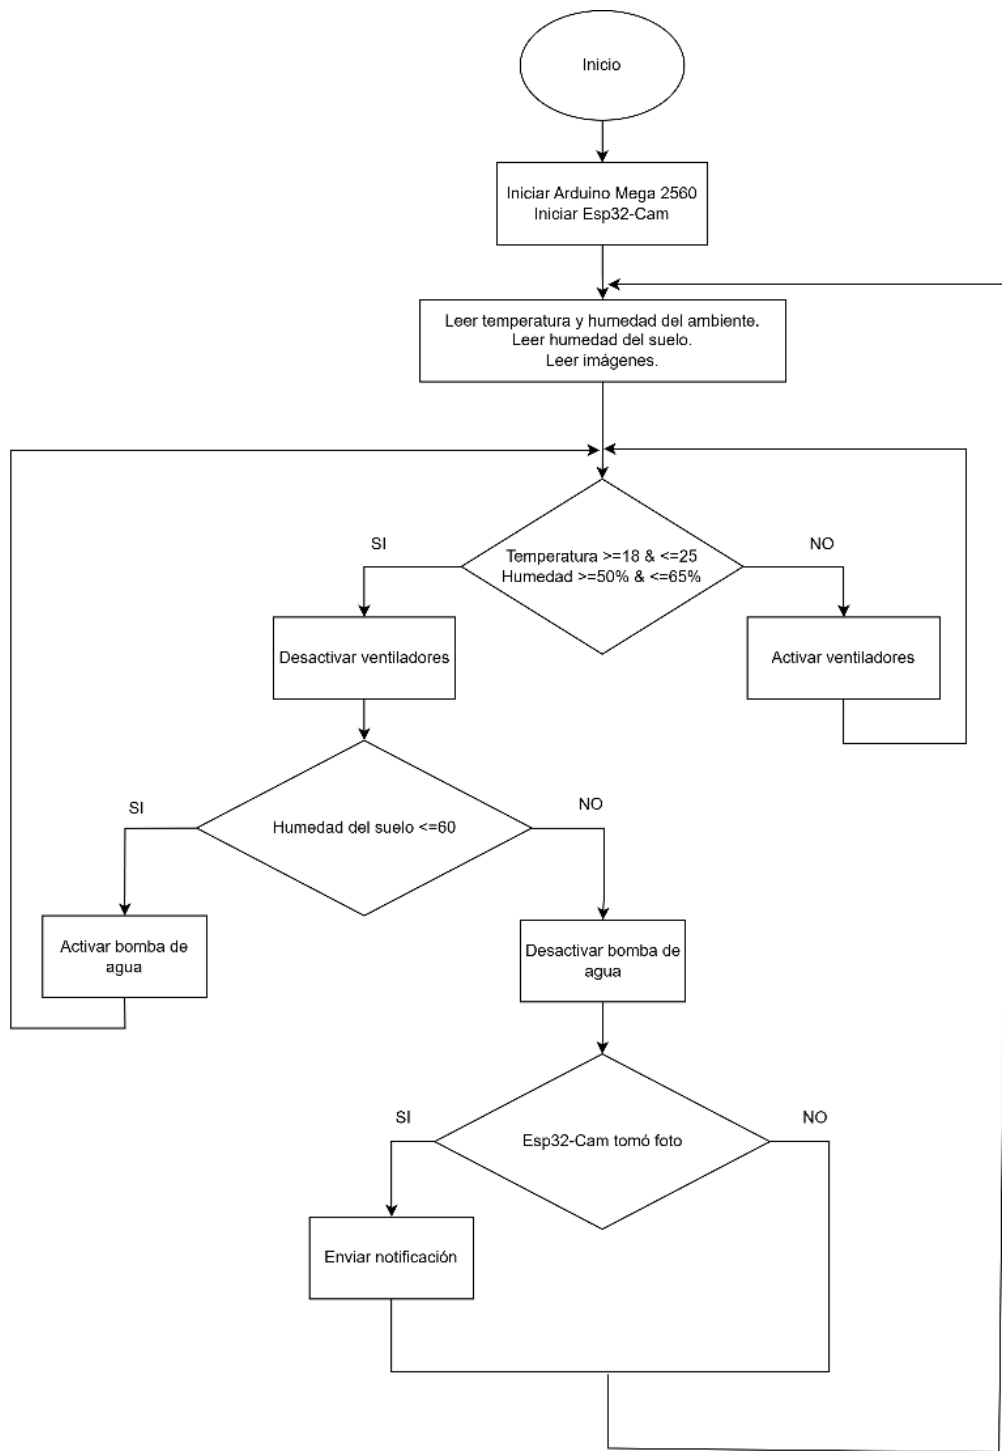 Inicio
Iniciar Arduino Mega 2560
Iniciar Esp32-Cam
Leer temperatura y humedad del ambiente.
Leer humedad del suelo.
Leer imágenes.
SI
NO
Temperatura >=18 & <=25
Humedad >=50% & <=65%
Desactivar ventiladores
Activar ventiladores
SI
NO
Humedad del suelo <=60
Activar bomba de
agua
Desactivar bomba de
agua
SI
NO
Esp32-Cam tomó foto
Enviar notificación